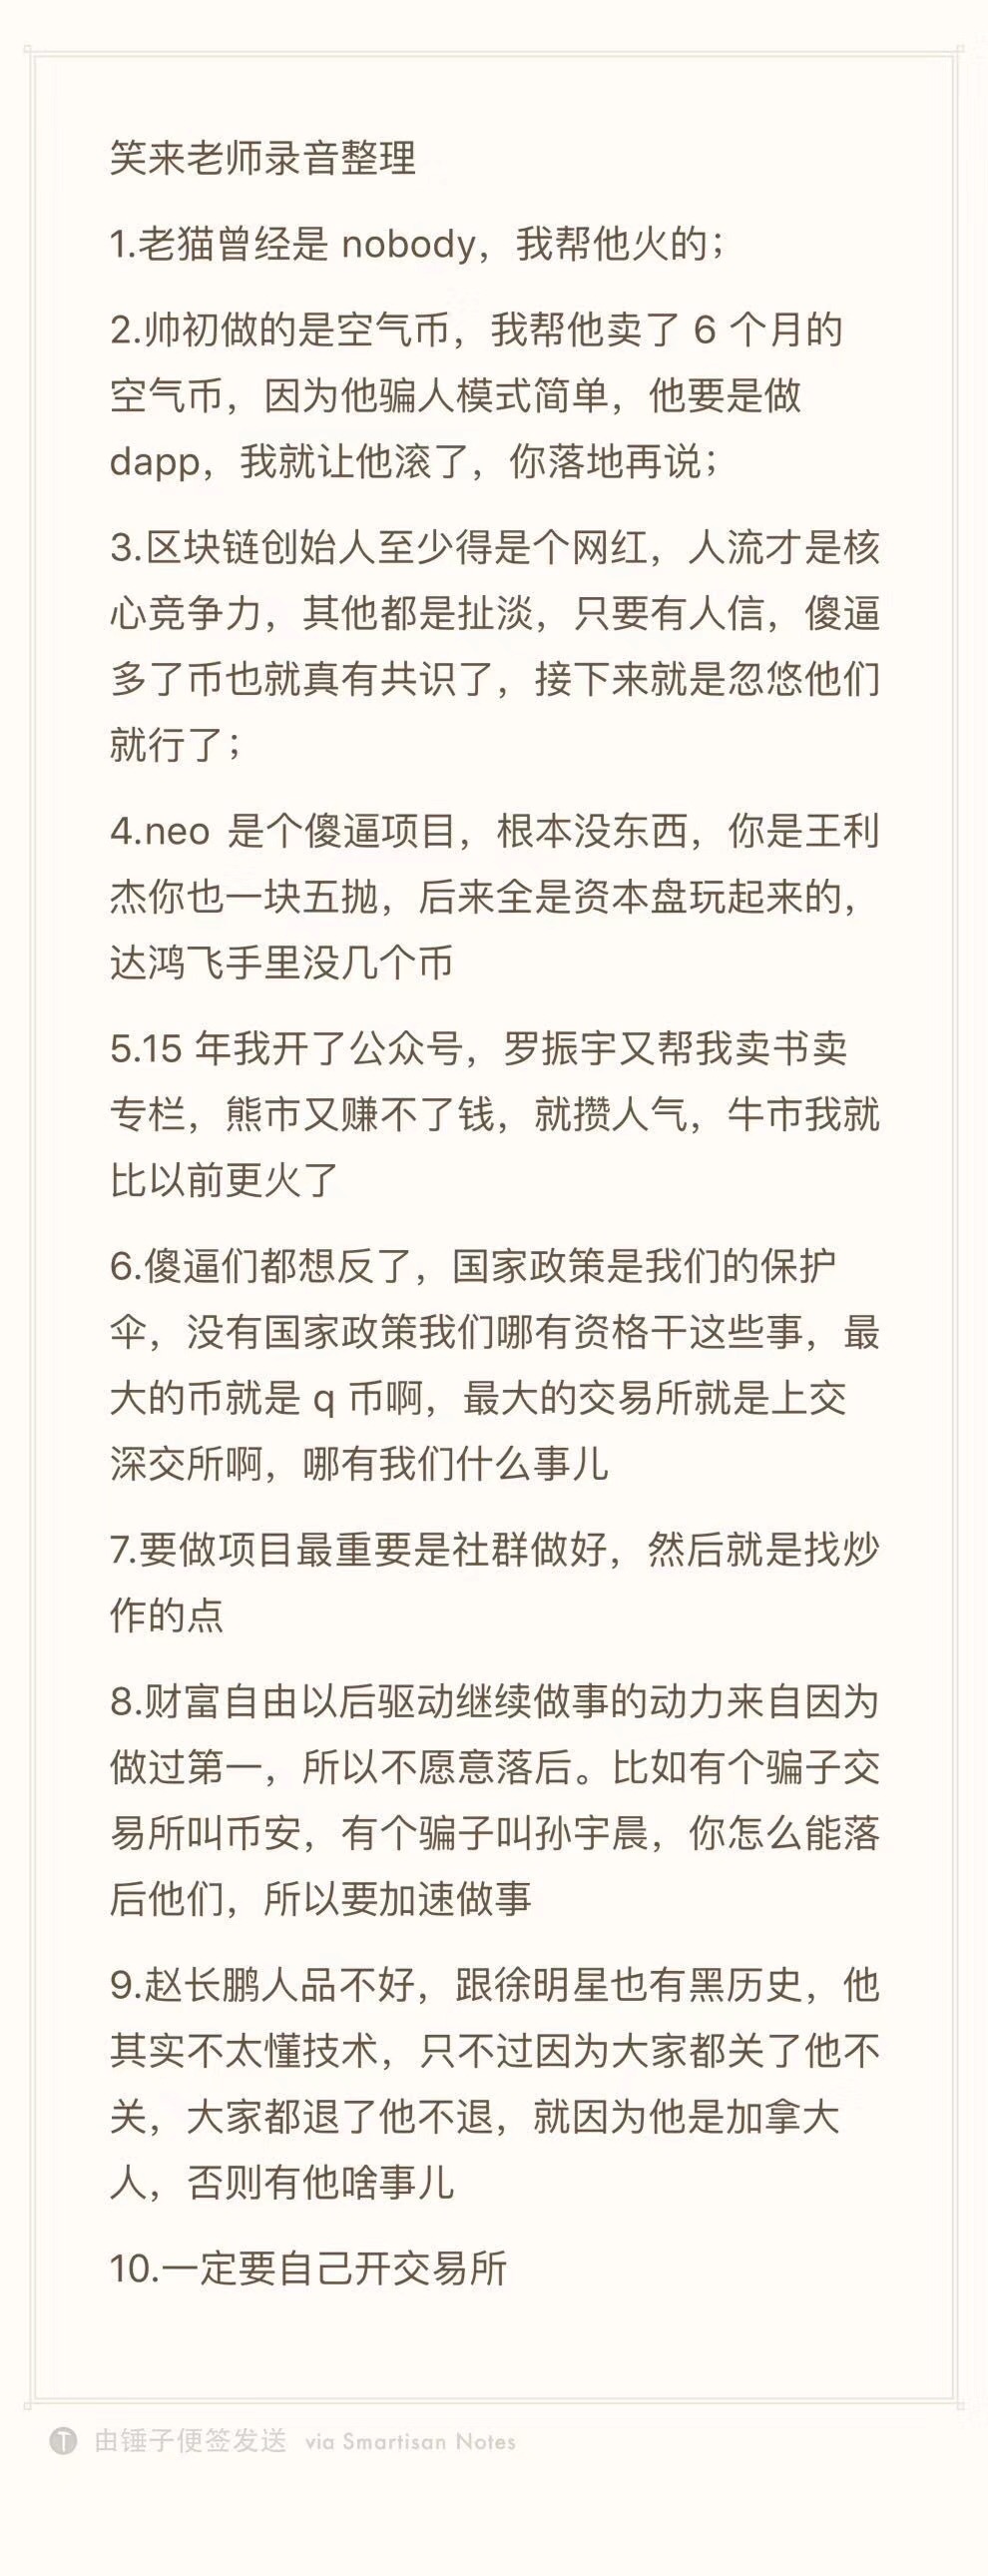 笑来老师录音整理
1.老猫曾经是 nobody，我帮他火的；
2.帅初做的是空气币，我帮他卖了 6 个月的
空气币，因为他骗人模式简单，他要是做
dapp，我就让他滚了，你落地再说；
3.区块链创始人至少得是个网红，人流才是核
心竞争力，其他都是扯淡，只要有人信，傻逼
多了币也就真有共识了，接下来就是忽悠他们
就行了；
4.neo 是个傻逼项目，根本没东西，你是王利
杰你也一块五抛，后来全是资本盘玩起来的，
达鸿飞手里没几个币
5.15 年我开了公众号，罗振宇又帮我卖书卖
专栏，熊市又赚不了钱，就攒人气，牛市我就
比以前更火了
6.傻逼们都想反了，国家政策是我们的保护
伞，没有国家政策我们哪有资格干这些事，最
大的币就是 q 币啊，最大的交易所就是上交
深交所啊，哪有我们什么事儿
7.要做项目最重要是社群做好，然后就是找炒
作的点
8.财富自由以后驱动继续做事的动力来自因为
做过第一，所以不愿意落后。比如有个骗子交
易所叫币安，有个骗子叫孙宇晨，你怎么能落
后他们，所以要加速做事
9.赵长鹏人品不好，跟徐明星也有黑历史，他
其实不太懂技术，只不过因为大家都关了他不
关，大家都退了他不退，就因为他是加拿大
人，否则有他啥事儿
10.一定要自己开交易所
T 由锤子便签发送 via Smartisan Notes